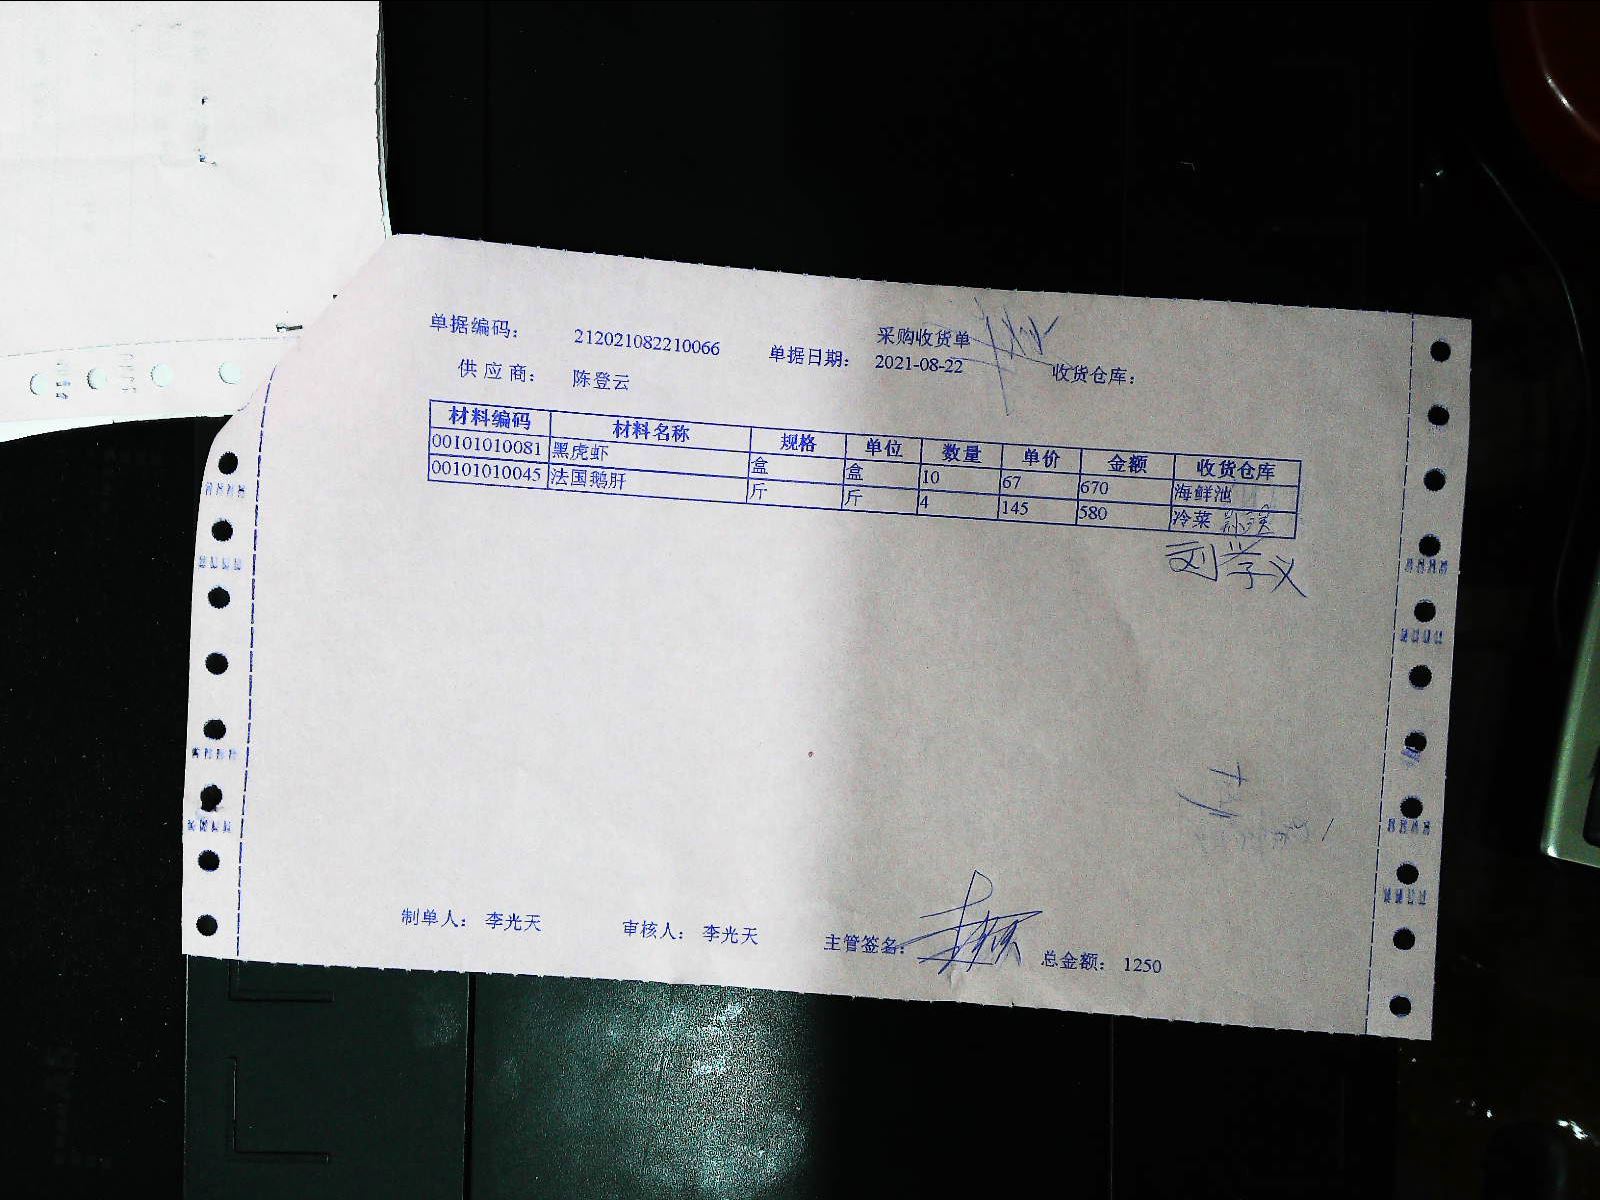 采购收货单
单据编码： 212021082210066 单据日期： 2021-08-22 收货仓库：
供应商： 陈登云
材料编码 材料名称 规格 单位 数量 单价 金额 收货仓库
00101010081 黑虎虾 盒 盒 10 67 670 海鲜池
00101010045 法国鹅肝 斤 斤 4 145 580 冷菜
刘学义
制单人： 李光天 审核人： 李光天 主管签名： 总金额： 1250